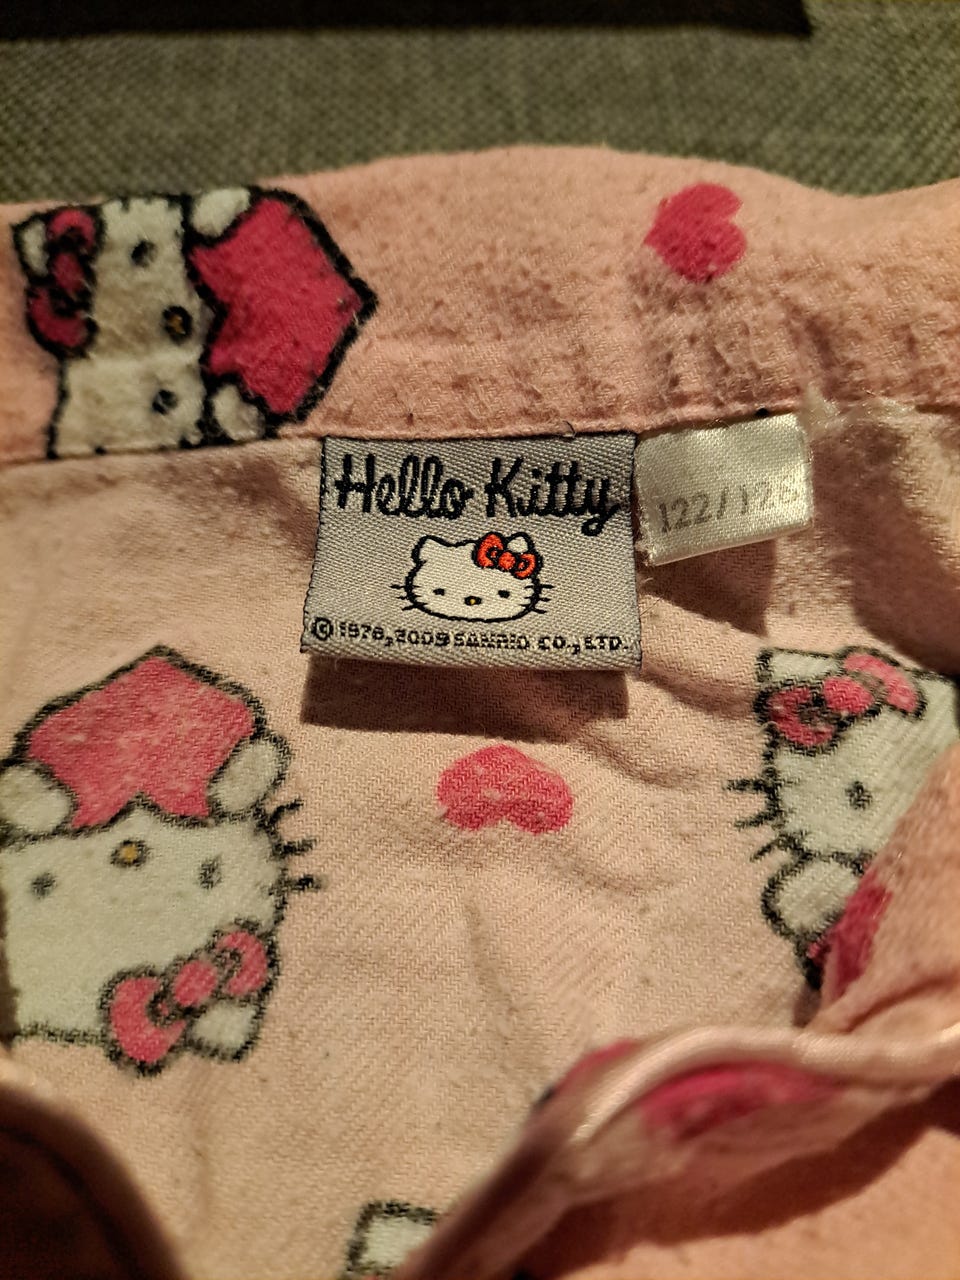 Hello Kitty
122/128
© 1976, 2009 SANRIO CO., LTD.